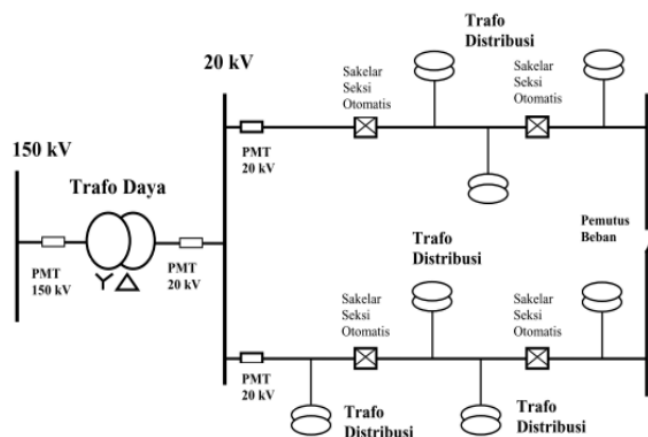 Trafo
Distribusi
20 kV
Sakelar
Seksi
Otomatis
Sakelar
Seksi
Otomatis
150 kV
Trafo Daya
PMT
20 kV
PMT
150 kV
PMT
20 kV
Pemutus
Beban
Trafo
Distribusi
Sakelar
Seksi
Otomatis
Sakelar
Seksi
Otomatis
PMT
20 kV
Trafo
Distribusi
Trafo
Distribusi